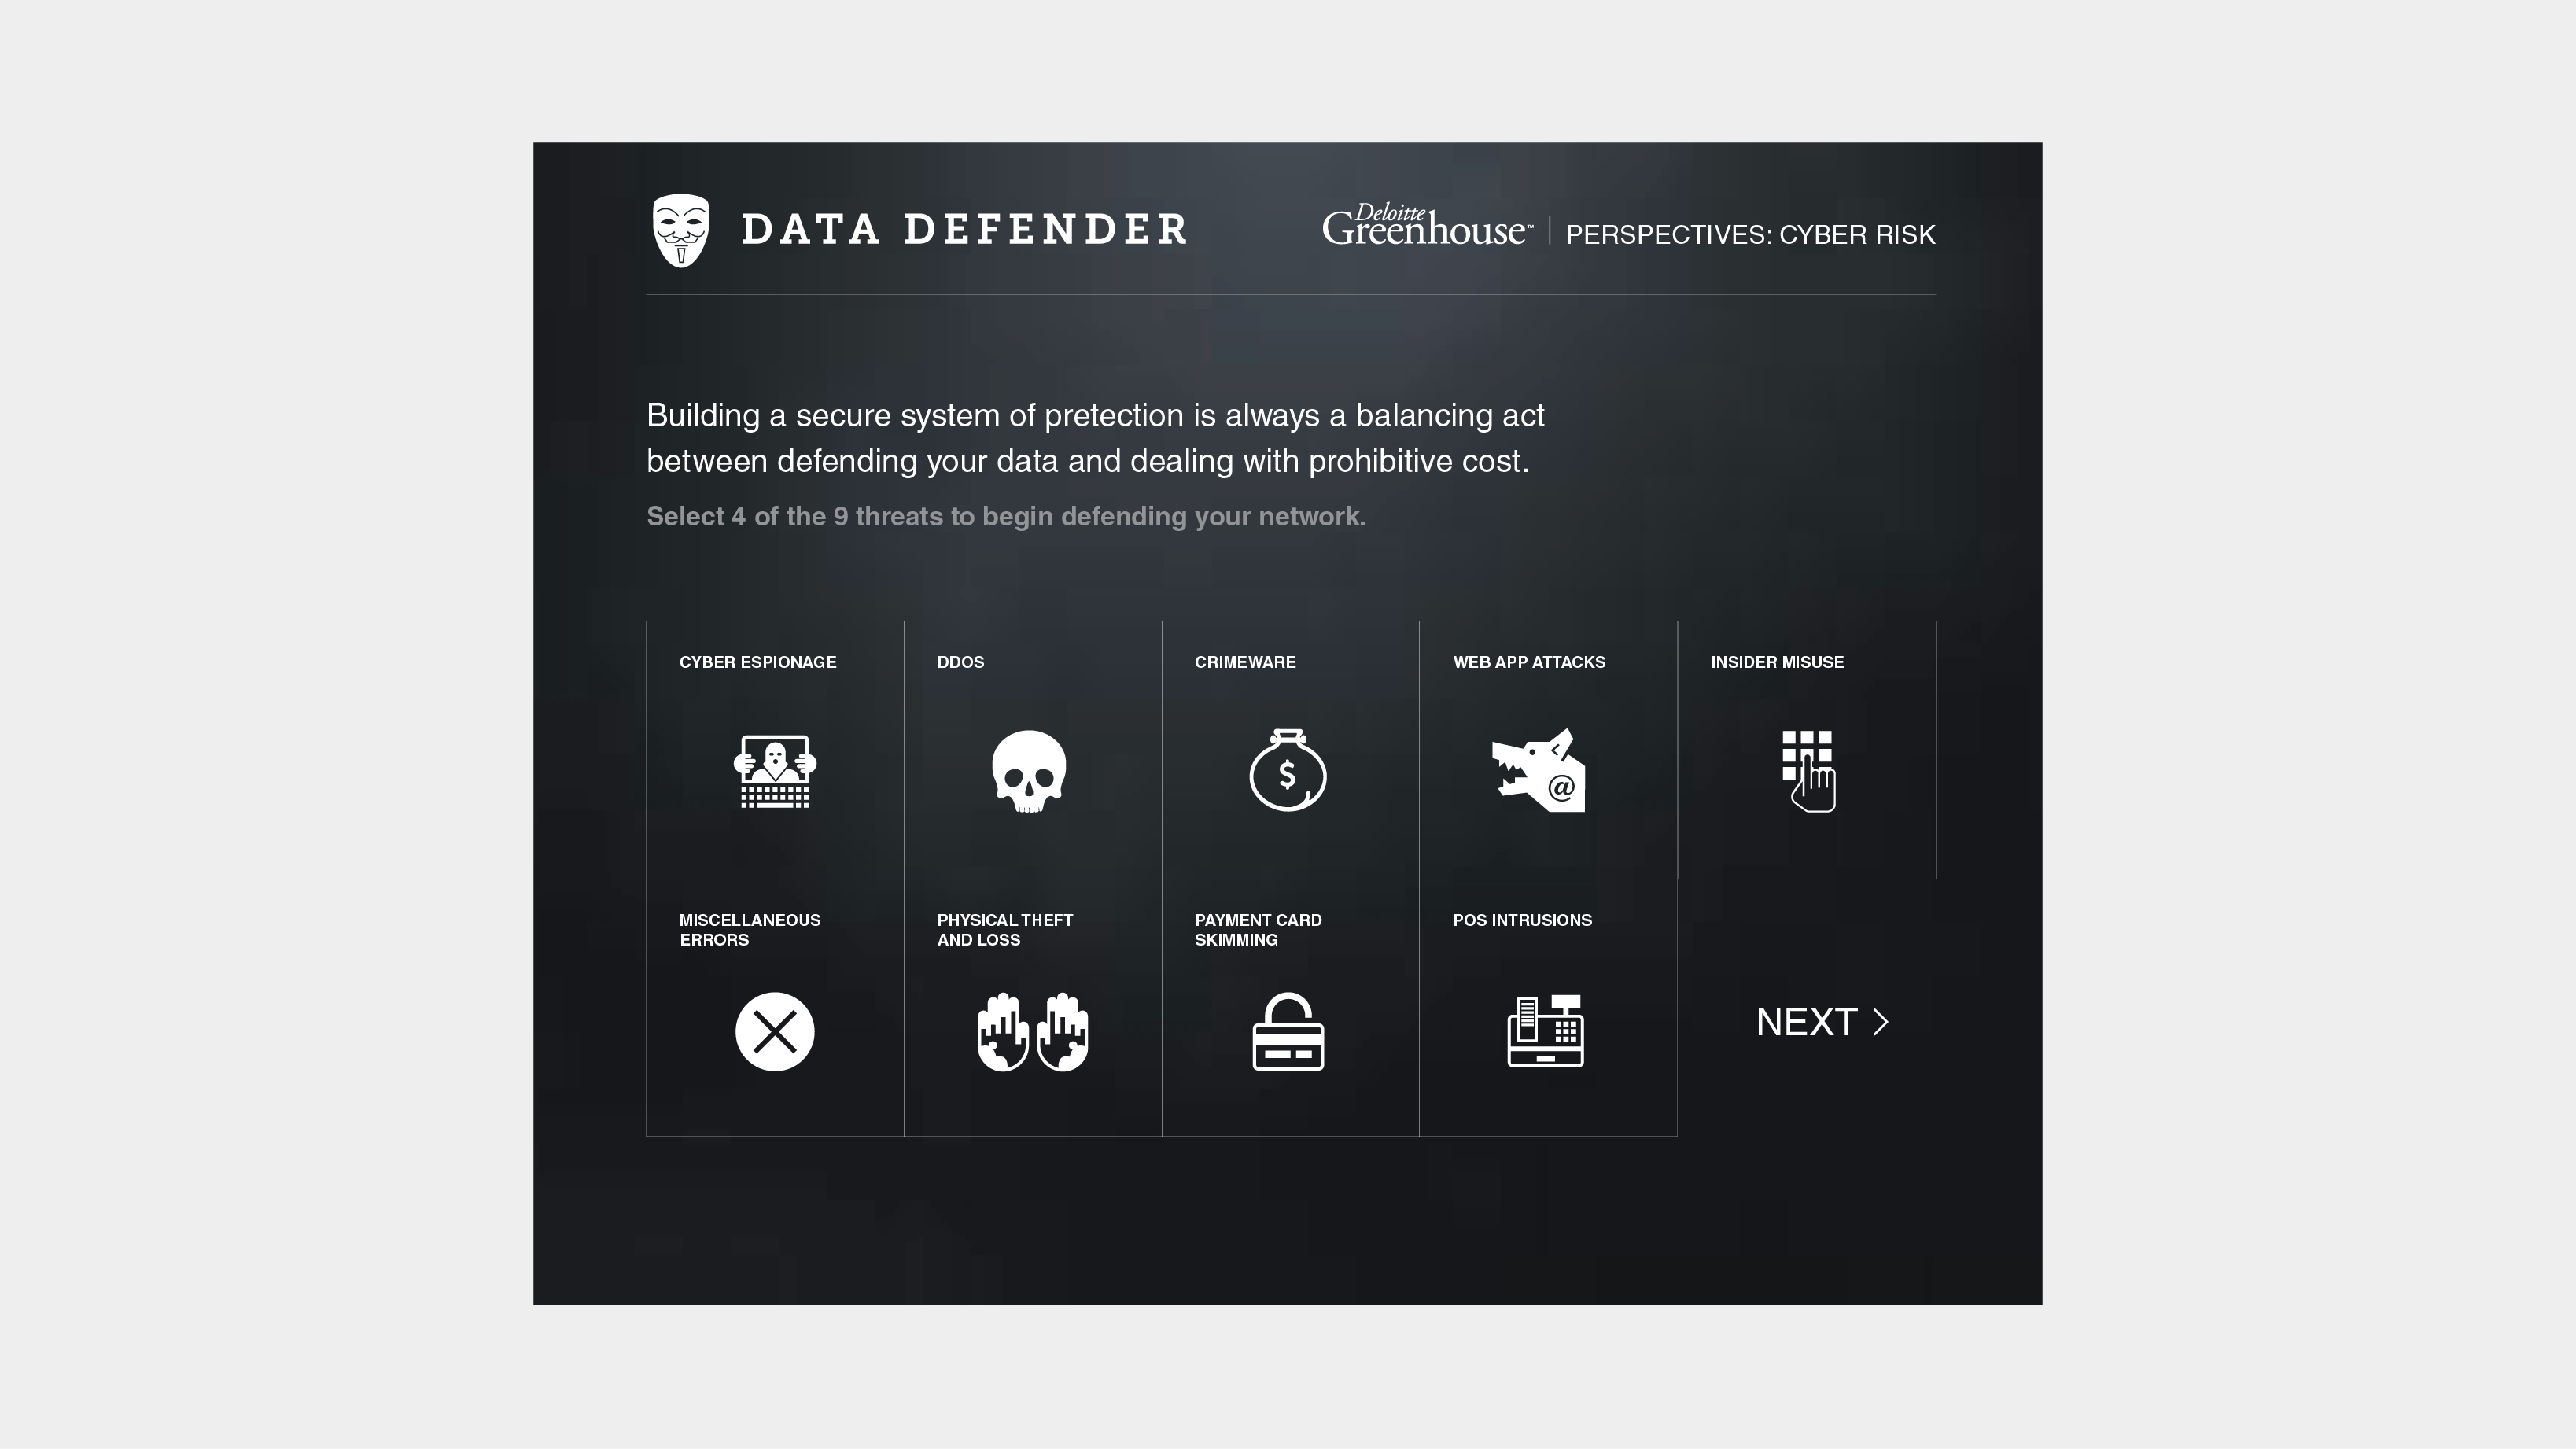 DATA DEFENDER
Deloitte
Greenhouse™ | PERSPECTIVES: CYBER RISK
Building a secure system of pretection is always a balancing act
between defending your data and dealing with prohibitive cost.
Select 4 of the 9 threats to begin defending your network.
CYBER ESPIONAGE
DDOS
CRIMEWARE
$
WEB APP ATTACKS
@
INSIDER MISUSE
MISCELLANEOUS
ERRORS
PHYSICAL THEFT
AND LOSS
PAYMENT CARD
SKIMMING
POS INTRUSIONS
NEXT >